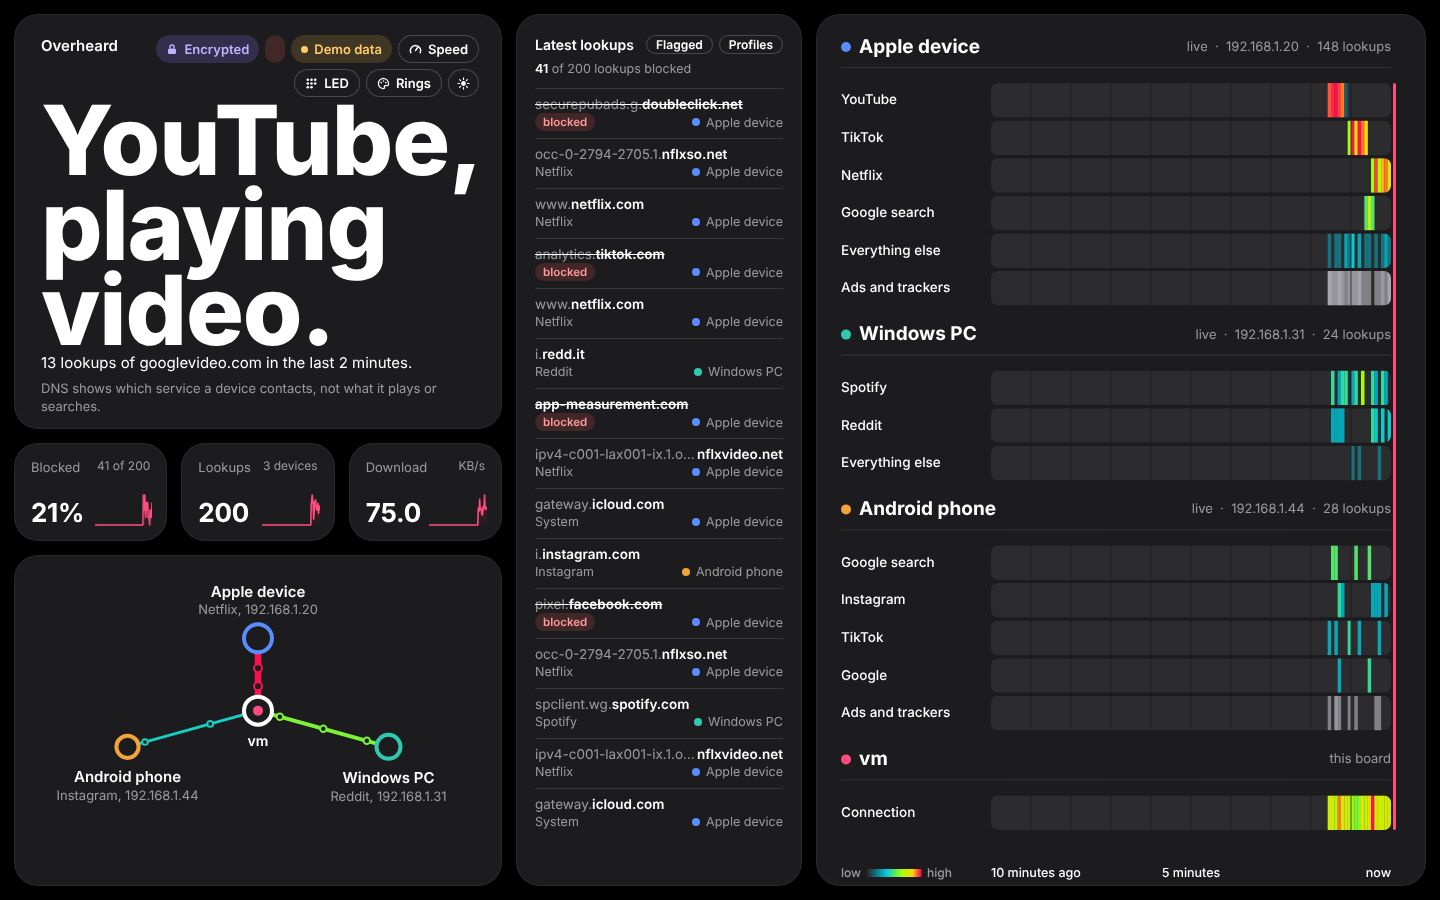 Overheard
Encrypted
Demo data
Speed
LED
Rings
YouTube,
playing
video.
13 lookups of googlevideo.com in the last 2 minutes.
DNS shows which service a device contacts, not what it plays or
searches.
Blocked 41 of 200
21%
Lookups 3 devices
200
Download KB/s
75.0
Apple device
Netflix, 192.168.1.20
vm
Android phone
Instagram, 192.168.1.44
Windows PC
Reddit, 192.168.1.31
Latest lookups
Flagged
Profiles
41 of 200 lookups blocked
securepubads.g.doubleclick.net
blocked Apple device
occ-0-2794-2705.1.nflxso.net
Netflix Apple device
www.netflix.com
Netflix Apple device
analytics.tiktok.com
blocked Apple device
www.netflix.com
Netflix Apple device
i.redd.it
Reddit Windows PC
app-measurement.com
blocked Apple device
ipv4-c001-lax001-ix.1.o...nflxvideo.net
Netflix Apple device
gateway.icloud.com
System Apple device
i.instagram.com
Instagram Android phone
pixel.facebook.com
blocked Apple device
occ-0-2794-2705.1.nflxso.net
Netflix Apple device
spclient.wg.spotify.com
Spotify Windows PC
ipv4-c001-lax001-ix.1.o...nflxvideo.net
Netflix Apple device
gateway.icloud.com
System Apple device
Apple device live · 192.168.1.20 · 148 lookups
YouTube
TikTok
Netflix
Google search
Everything else
Ads and trackers
Windows PC live · 192.168.1.31 · 24 lookups
Spotify
Reddit
Everything else
Android phone live · 192.168.1.44 · 28 lookups
Google search
Instagram
TikTok
Google
Ads and trackers
vm this board
Connection
low high 10 minutes ago 5 minutes now